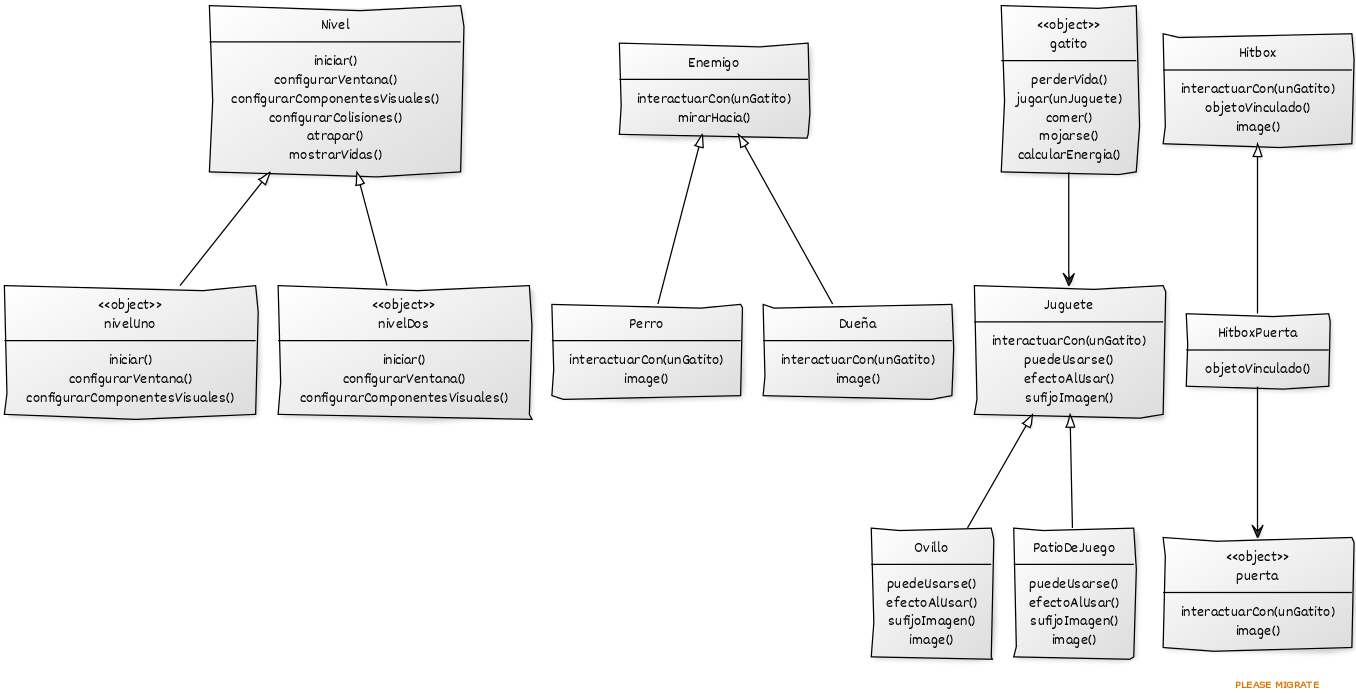 Nivel
iniciar()
configurarVentana()
configurarComponentesVisuales()
configurarColisiones()
atrapar()
mostrarVidas()
Enemigo
interactuarCon(unGatito)
mirarHacia()
<<object>>
gatito
perderVida()
jugar(unJuguete)
comer()
mojarse()
calcularEnergia()
Hitbox
interactuarCon(unGatito)
objetoVinculado()
image()
<<object>>
nivelUno
iniciar()
configurarVentana()
configurarComponentesVisuales()
<<object>>
nivelDos
iniciar()
configurarVentana()
configurarComponentesVisuales()
Perro
interactuarCon(unGatito)
image()
Dueña
interactuarCon(unGatito)
image()
Juguete
interactuarCon(unGatito)
puedeUsarse()
efectoAlUsar()
sufijoImagen()
HitboxPuerta
objetoVinculado()
Ovillo
puedeUsarse()
efectoAlUsar()
sufijoImagen()
image()
PatioDeJuego
puedeUsarse()
efectoAlUsar()
sufijoImagen()
image()
<<object>>
puerta
interactuarCon(unGatito)
image()
PLEASE MIGRATE